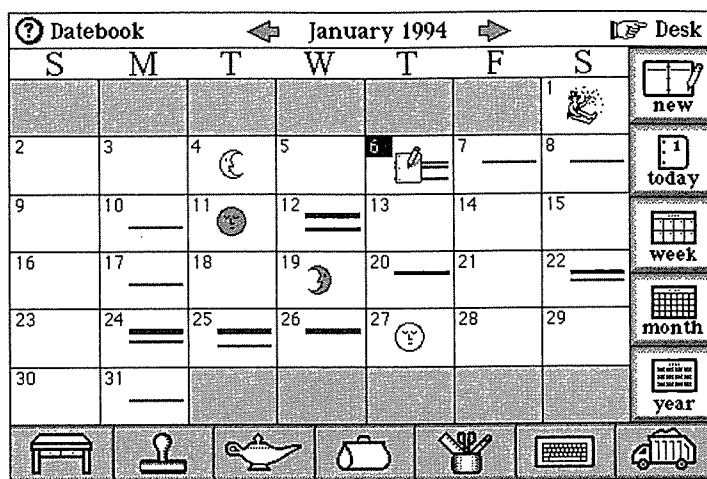 ? Datebook January 1994 Desk
S M T W T F S
1
new
2 3 4 5 6 7 8
1
today
9 10 11 12 13 14 15
week
16 17 18 19 20 21 22
23 24 25 26 27 28 29
month
30 31
year